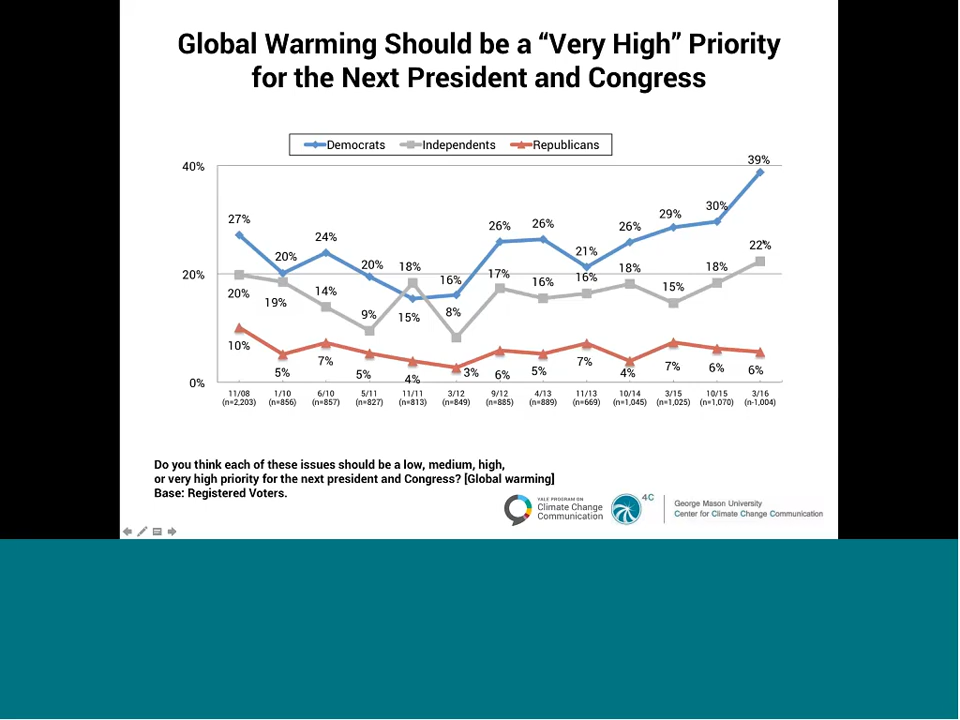 Global Warming Should be a “Very High” Priority
for the Next President and Congress
Democrats Independents Republicans
40%
20%
0%
27% 20% 24% 20% 15% 16% 26% 26% 21% 26% 29% 30% 39%
20% 19% 14% 9% 18% 8% 17% 16% 16% 18% 15% 18% 22%
10% 5% 7% 5% 4% 3% 6% 5% 7% 4% 7% 6% 6%
11/08 1/10 6/10 5/11 11/11 3/12 9/12 4/13 11/13 10/14 3/15 10/15 3/16
(n=2,203) (n=856) (n=857) (n=827) (n=813) (n=849) (n=885) (n=889) (n=669) (n=1,045) (n=1,025) (n=1,070) (n-1,004)
Do you think each of these issues should be a low, medium, high,
or very high priority for the next president and Congress? [Global warming]
Base: Registered Voters.
YALE PROGRAM ON
Climate Change
Communication
4C
George Mason University
Center for Climate Change Communication